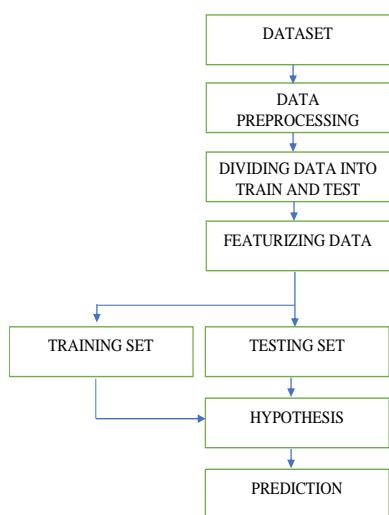 DATASET
DATA
PREPROCESSING
DIVIDING DATA INTO
TRAIN AND TEST
FEATURIZING DATA
TRAINING SET
TESTING SET
HYPOTHESIS
PREDICTION